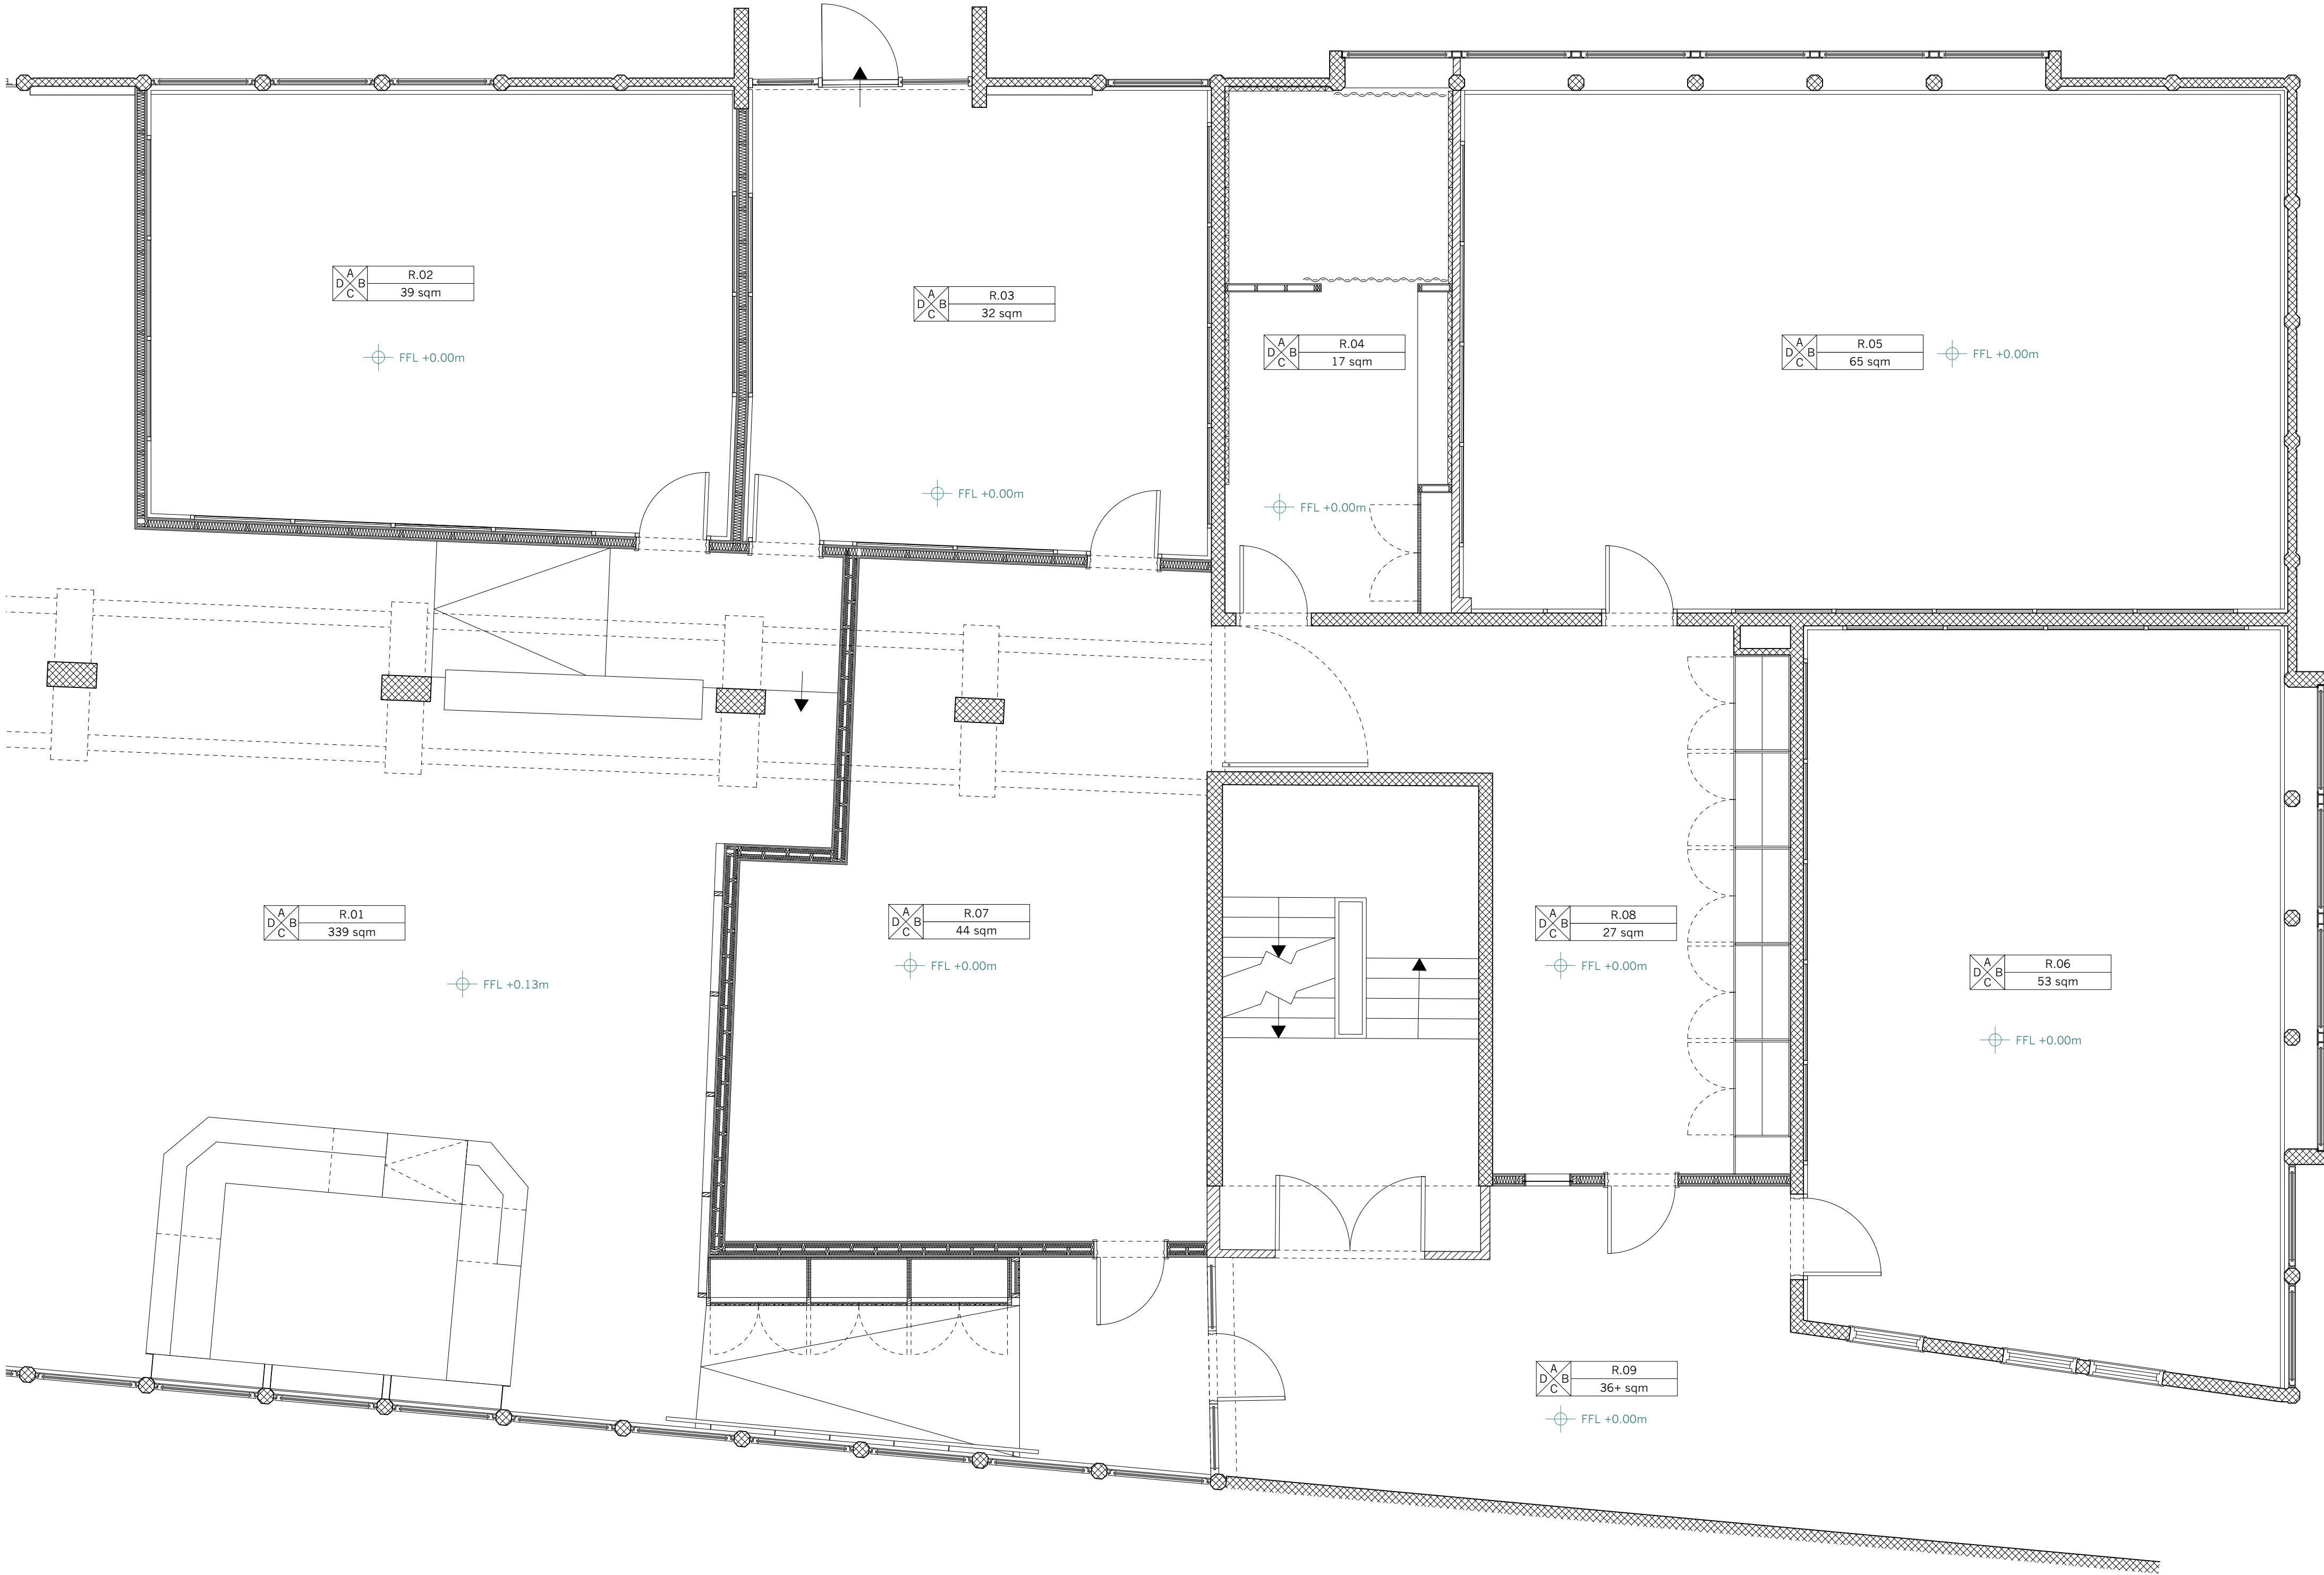 A
D B
C
R.02
39 sqm
FFL +0.00m
A
D B
C
R.03
32 sqm
FFL +0.00m
A
D B
C
R.04
17 sqm
FFL +0.00m
A
D B
C
R.05
65 sqm
FFL +0.00m
A
D B
C
R.01
339 sqm
FFL +0.13m
A
D B
C
R.07
44 sqm
FFL +0.00m
A
D B
C
R.08
27 sqm
FFL +0.00m
A
D B
C
R.06
53 sqm
FFL +0.00m
A
D B
C
R.09
36+ sqm
FFL +0.00m